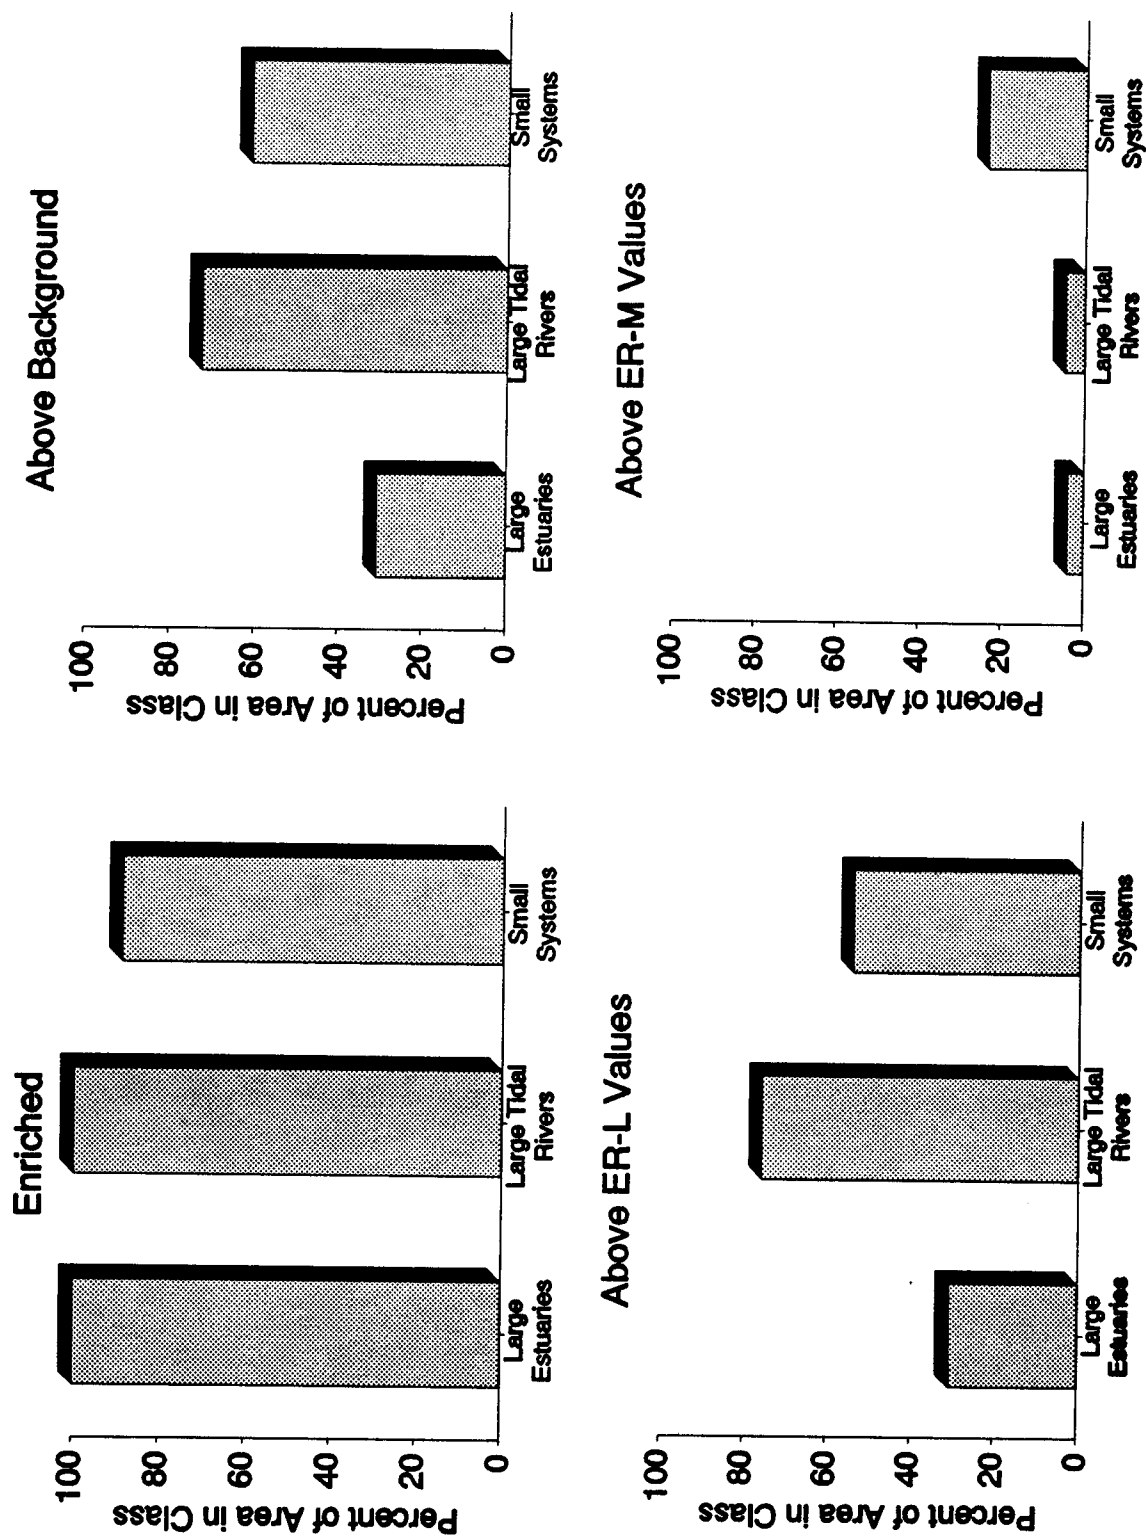 Enriched
Percent of Area in Class
100
80
60
40
20
0
Large
Estuaries
Large Tidal
Rivers
Small
Systems
Above Background
Percent of Area in Class
100
80
60
40
20
0
Large
Estuaries
Large Tidal
Rivers
Small
Systems
Above ER-L Values
Percent of Area in Class
100
80
60
40
20
0
Large
Estuaries
Large Tidal
Rivers
Small
Systems
Above ER-M Values
Percent of Area in Class
100
80
60
40
20
0
Large
Estuaries
Large Tidal
Rivers
Small
Systems